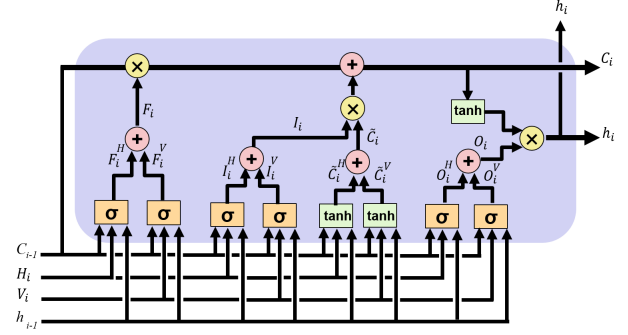 h_i
× + C_i
F_i tanh
× I_i C̃_i O_i × h_i
+ + + +
F_i^H F_i^V I_i^H I_i^V C̃_i^H C̃_i^V O_i^H O_i^V
σ σ σ σ tanh tanh σ σ
C_{i-1}
H_i
V_i
h_{i-1}